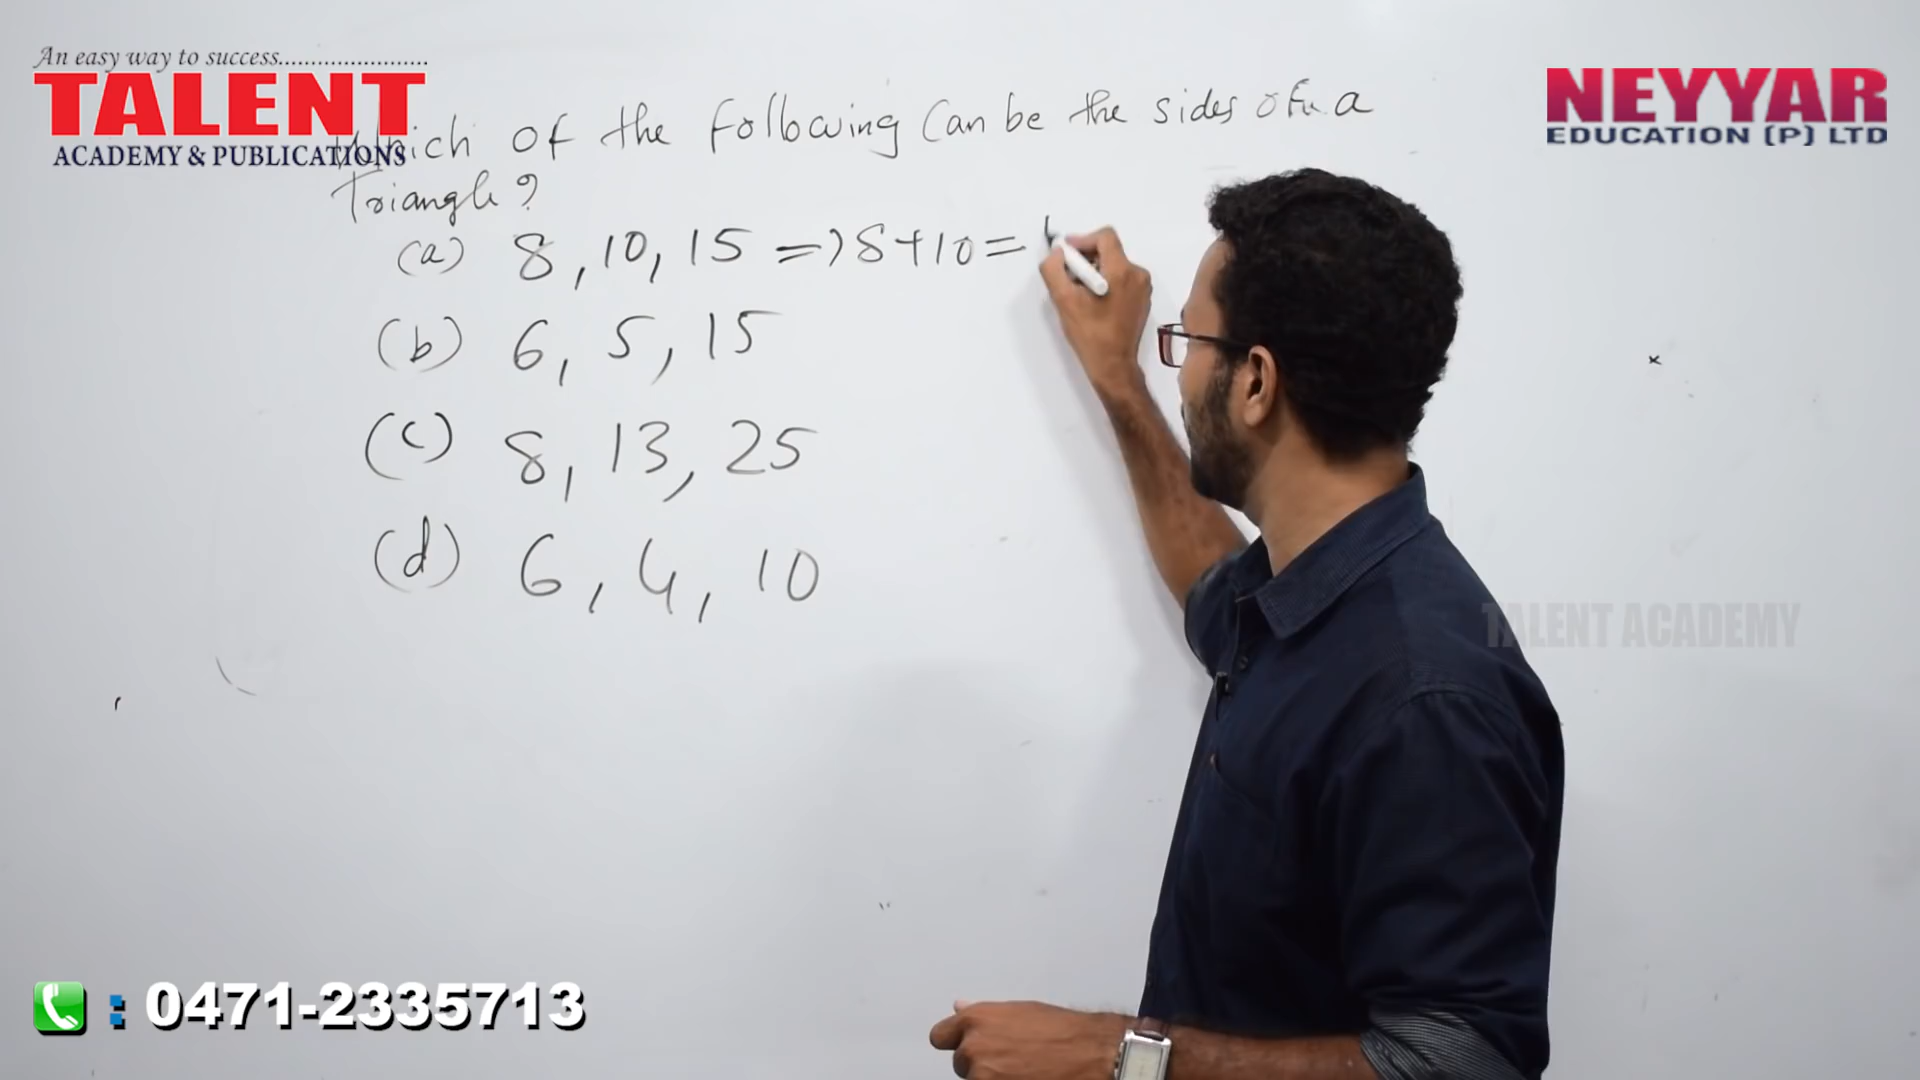 An easy way to success.......................
TALENT
ACADEMY & PUBLICATIONS
NEYYAR
EDUCATION (P) LTD
Which of the following can be the sides of a
Triangle?
(a) 8, 10, 15 => 8+10=
(b) 6, 5, 15
(c) 8, 13, 25
(d) 6, 4, 10
TALENT ACADEMY
: 0471-2335713